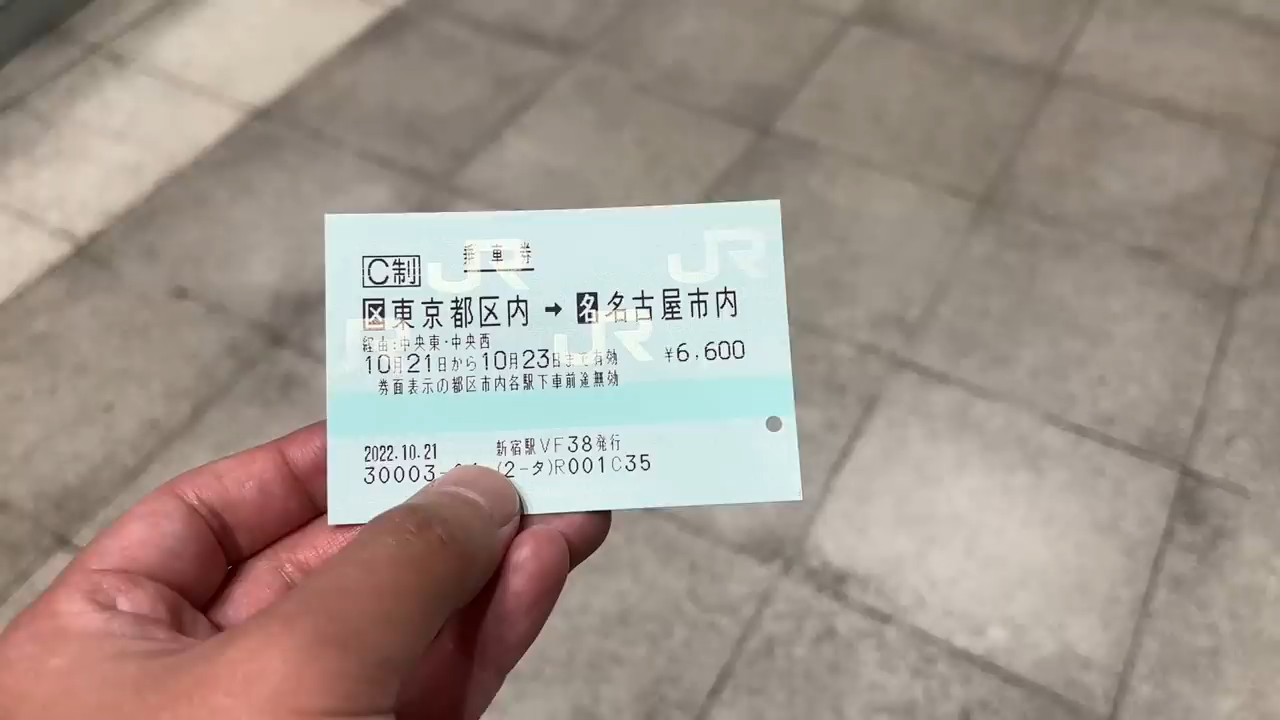 乗車券
C制
区 東京都区内 → 名 名古屋市内
経由:中央東・中央西
10月21日から10月23日まで有効 ¥6,600
券面表示の都区市内各駅下車前途無効
2022.10.21 新宿駅VF38発行
30003- (2-タ)R001C35
JR
JR
JR